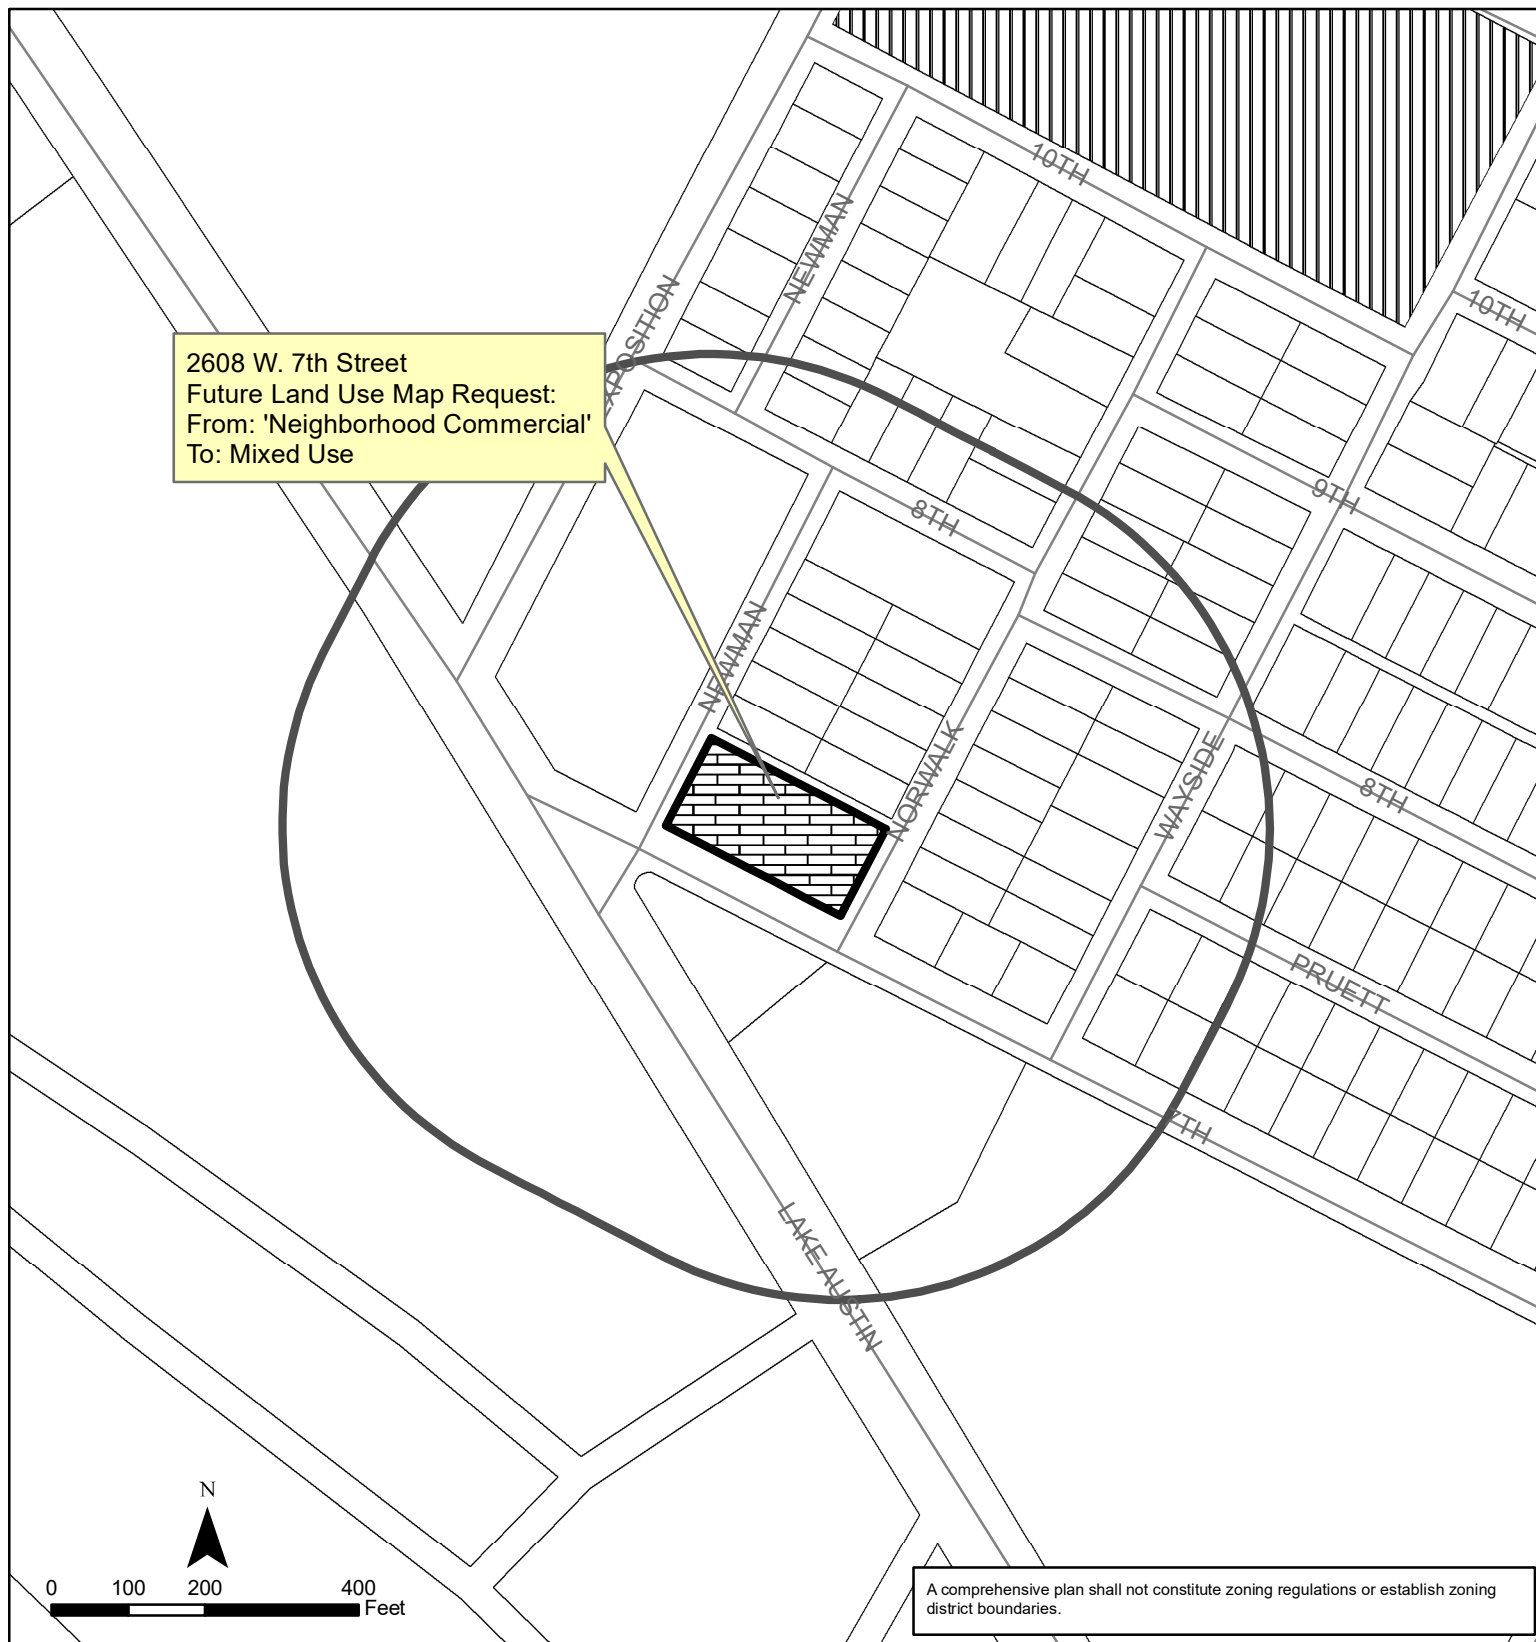 10TH
NEWMAN
10TH
EXPOSITION
2608 W. 7th Street
Future Land Use Map Request:
From: 'Neighborhood Commercial'
To: Mixed Use
9TH
8TH
NEWMAN
NORWALK
WAYSIDE
8TH
PRUETT
7TH
LAKE AUSTIN
N
0 100 200 400
Feet
A comprehensive plan shall not constitute zoning regulations or establish zoning
district boundaries.